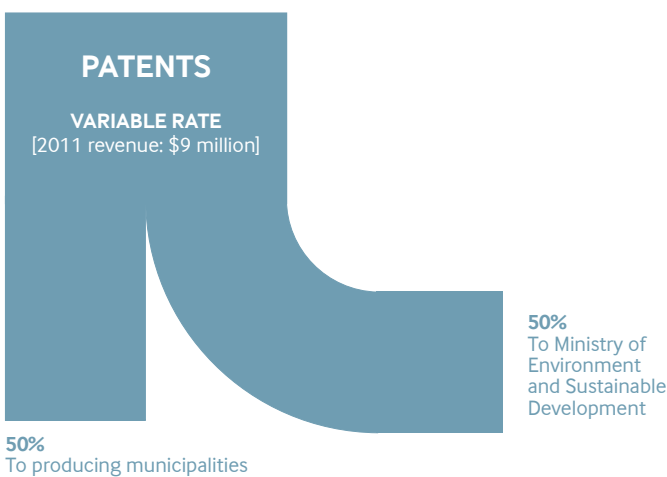 PATENTS
VARIABLE RATE
[2011 revenue: $9 million]
50%
To Ministry of
Environment
and Sustainable
Development
50%
To producing municipalities